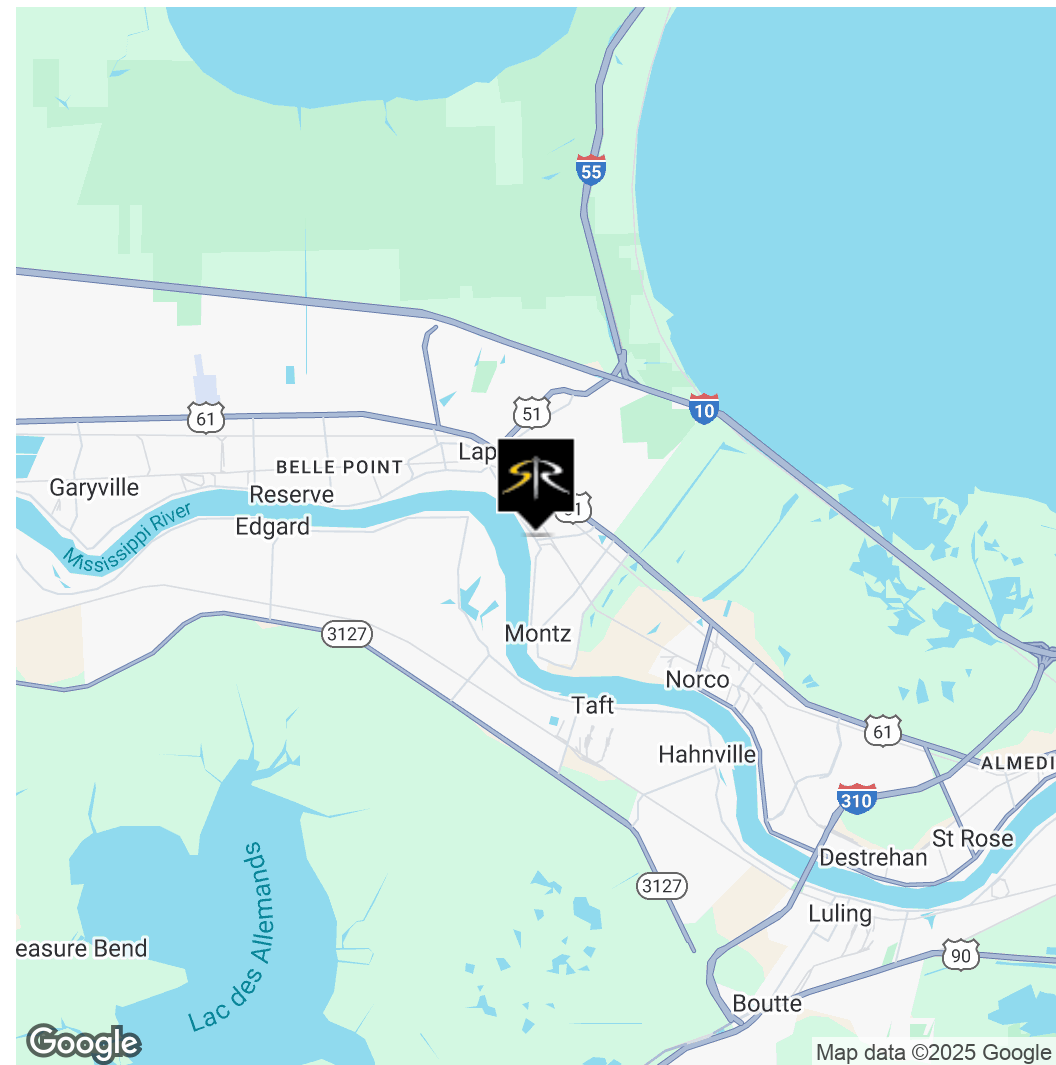 55
10
61
51
Lap
BELLE POINT
Garyville
Reserve
Edgard
Mississippi River
SR
3127
Montz
Norco
Taft
61
Hahnville
ALMEDI
310
St Rose
Destrehan
3127
Luling
Lac des Allemands
easure Bend
90
Boutte
Google
Map data ©2025 Google